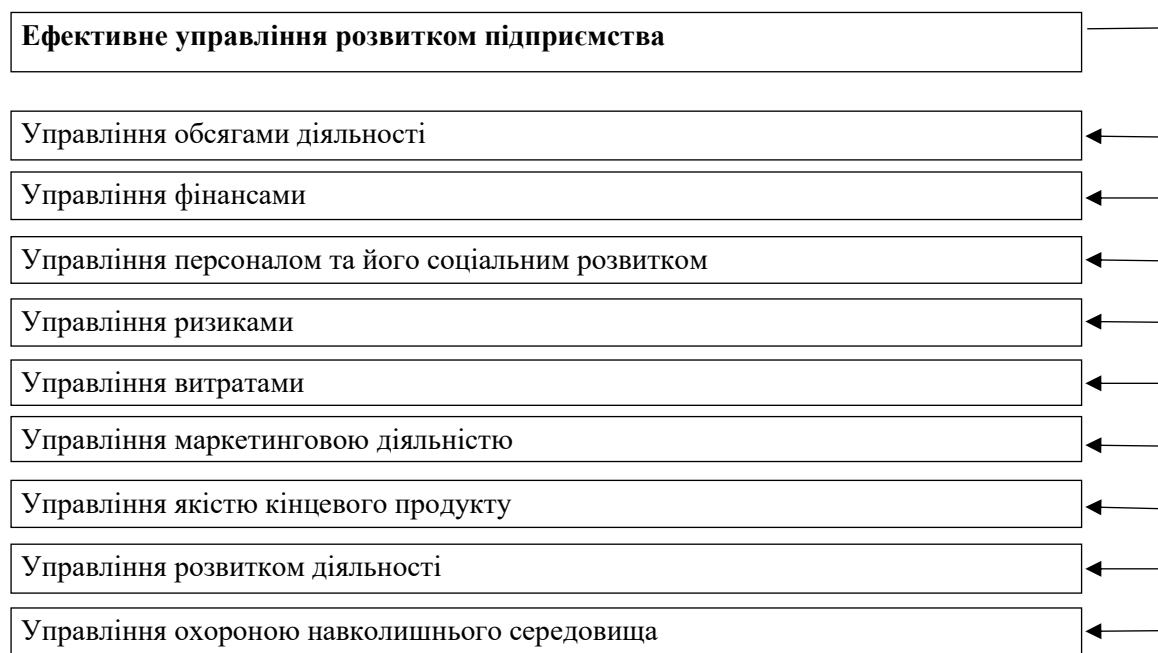 Ефективне управління розвитком підприємства
Управління обсягами діяльності
Управління фінансами
Управління персоналом та його соціальним розвитком
Управління ризиками
Управління витратами
Управління маркетинговою діяльністю
Управління якістю кінцевого продукту
Управління розвитком діяльності
Управління охороною навколишнього середовища